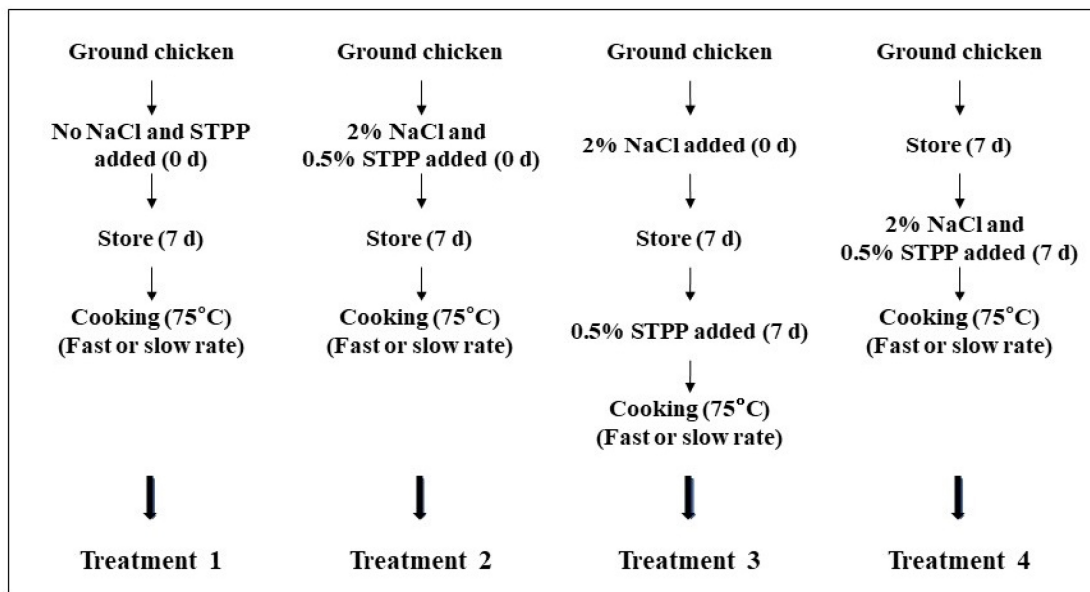 Ground chicken
No NaCl and STPP
added (0 d)
Store (7 d)
Cooking (75°C)
(Fast or slow rate)
Treatment 1
Ground chicken
2% NaCl and
0.5% STPP added (0 d)
Store (7 d)
Cooking (75°C)
(Fast or slow rate)
Treatment 2
Ground chicken
2% NaCl added (0 d)
Store (7 d)
0.5% STPP added (7 d)
Cooking (75°C)
(Fast or slow rate)
Treatment 3
Ground chicken
Store (7 d)
2% NaCl and
0.5% STPP added (7 d)
Cooking (75°C)
(Fast or slow rate)
Treatment 4